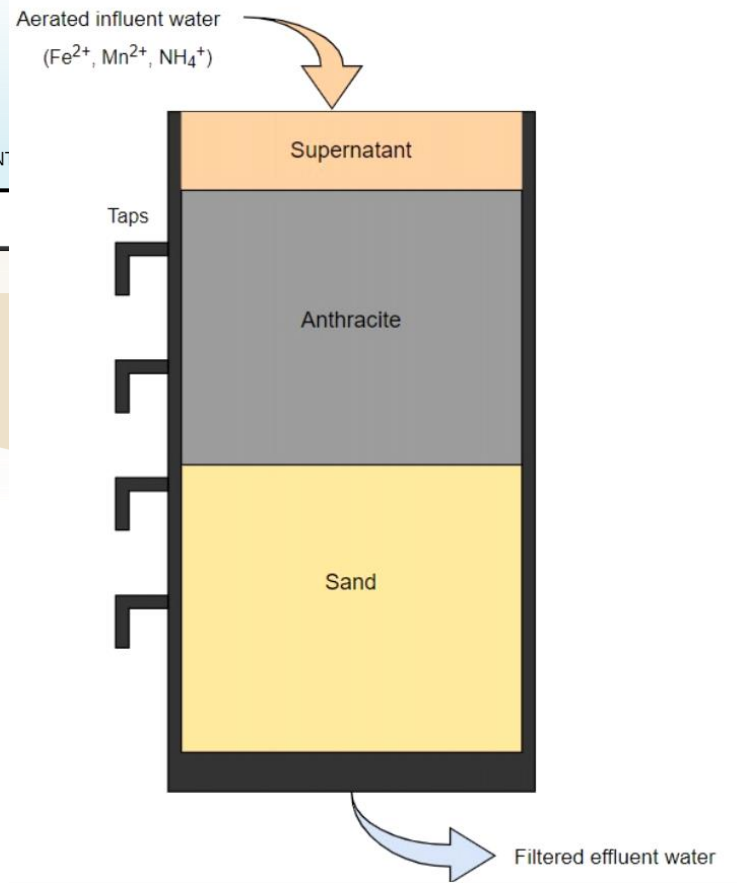 Aerated influent water
(Fe²⁺, Mn²⁺, NH₄⁺)
Supernatant
Taps
Anthracite
Sand
Filtered effluent water